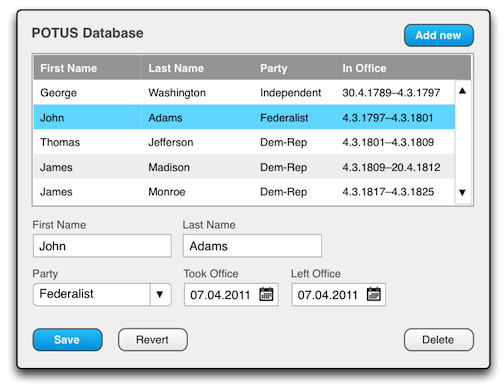 POTUS Database
Add new
First Name Last Name Party In Office
George Washington Independent 30.4.1789–4.3.1797
John Adams Federalist 4.3.1797–4.3.1801
Thomas Jefferson Dem-Rep 4.3.1801–4.3.1809
James Madison Dem-Rep 4.3.1809–20.4.1812
James Monroe Dem-Rep 4.3.1817–4.3.1825
First Name Last Name
John Adams
Party Took Office Left Office
Federalist 07.04.2011 07.04.2011
Save Revert Delete